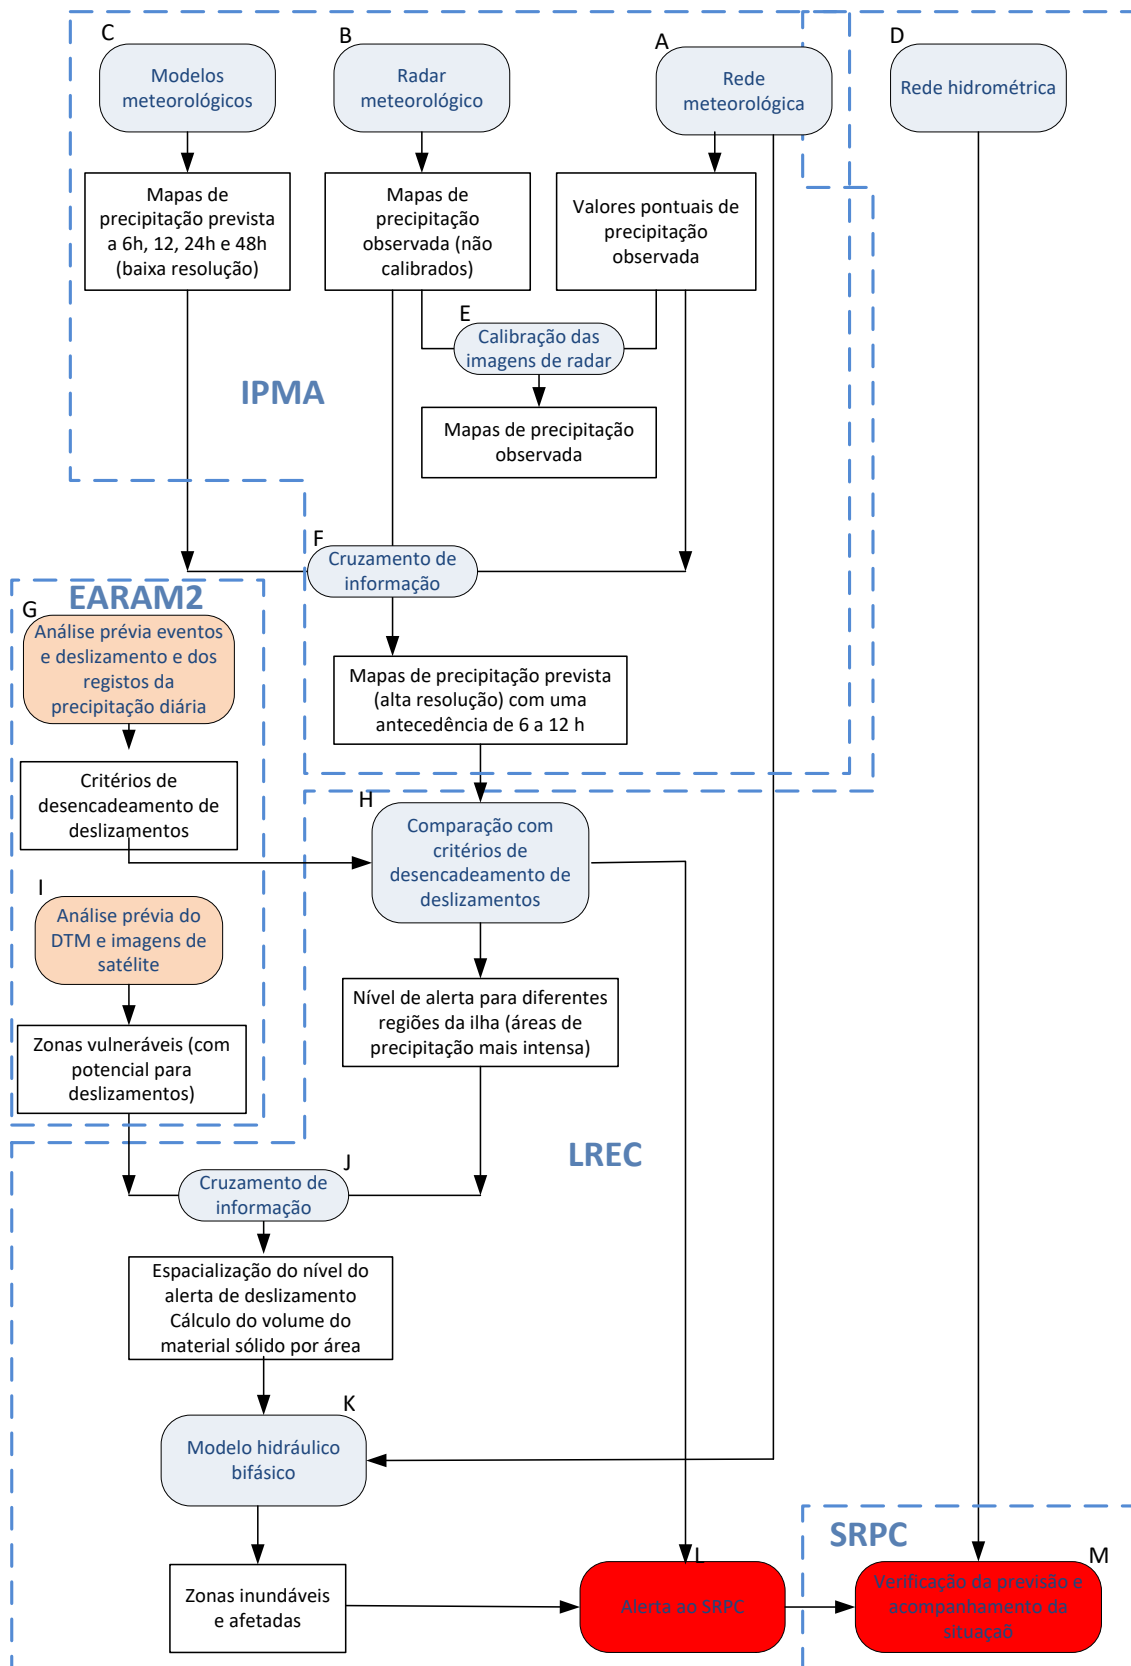 C
B
A
D
Modelos
meteorológicos
Radar
meteorológico
Rede
meteorológica
Rede hidrométrica
Mapas de
precipitação prevista
a 6h, 12, 24h e 48h
(baixa resolução)
Mapas de
precipitação
observada (não
calibrados)
Valores pontuais de
precipitação
observada
E
Calibração das
imagens de radar
IPMA
Mapas de precipitação
observada
F
Cruzamento de
informação
EARAM2
G
Análise prévia eventos
e deslizamento e dos
registos da
precipitação diária
Mapas de precipitação prevista
(alta resolução) com uma
antecedência de 6 a 12 h
Critérios de
desencadeamento de
deslizamentos
H
Comparação com
critérios de
desencadeamento de
deslizamentos
I
Análise prévia do
DTM e imagens de
satélite
Nível de alerta para diferentes
regiões da ilha (áreas de
precipitação mais intensa)
Zonas vulneráveis (com
potencial para
deslizamentos)
LREC
J
Cruzamento de
informação
Espacialização do nível do
alerta de deslizamento
Cálculo do volume do
material sólido por área
K
Modelo hidráulico
bifásico
SRPC
L
M
Zonas inundáveis
e afetadas
Alerta ao SRPC
Verificação da previsão e
acompanhamento da
situaçaõ